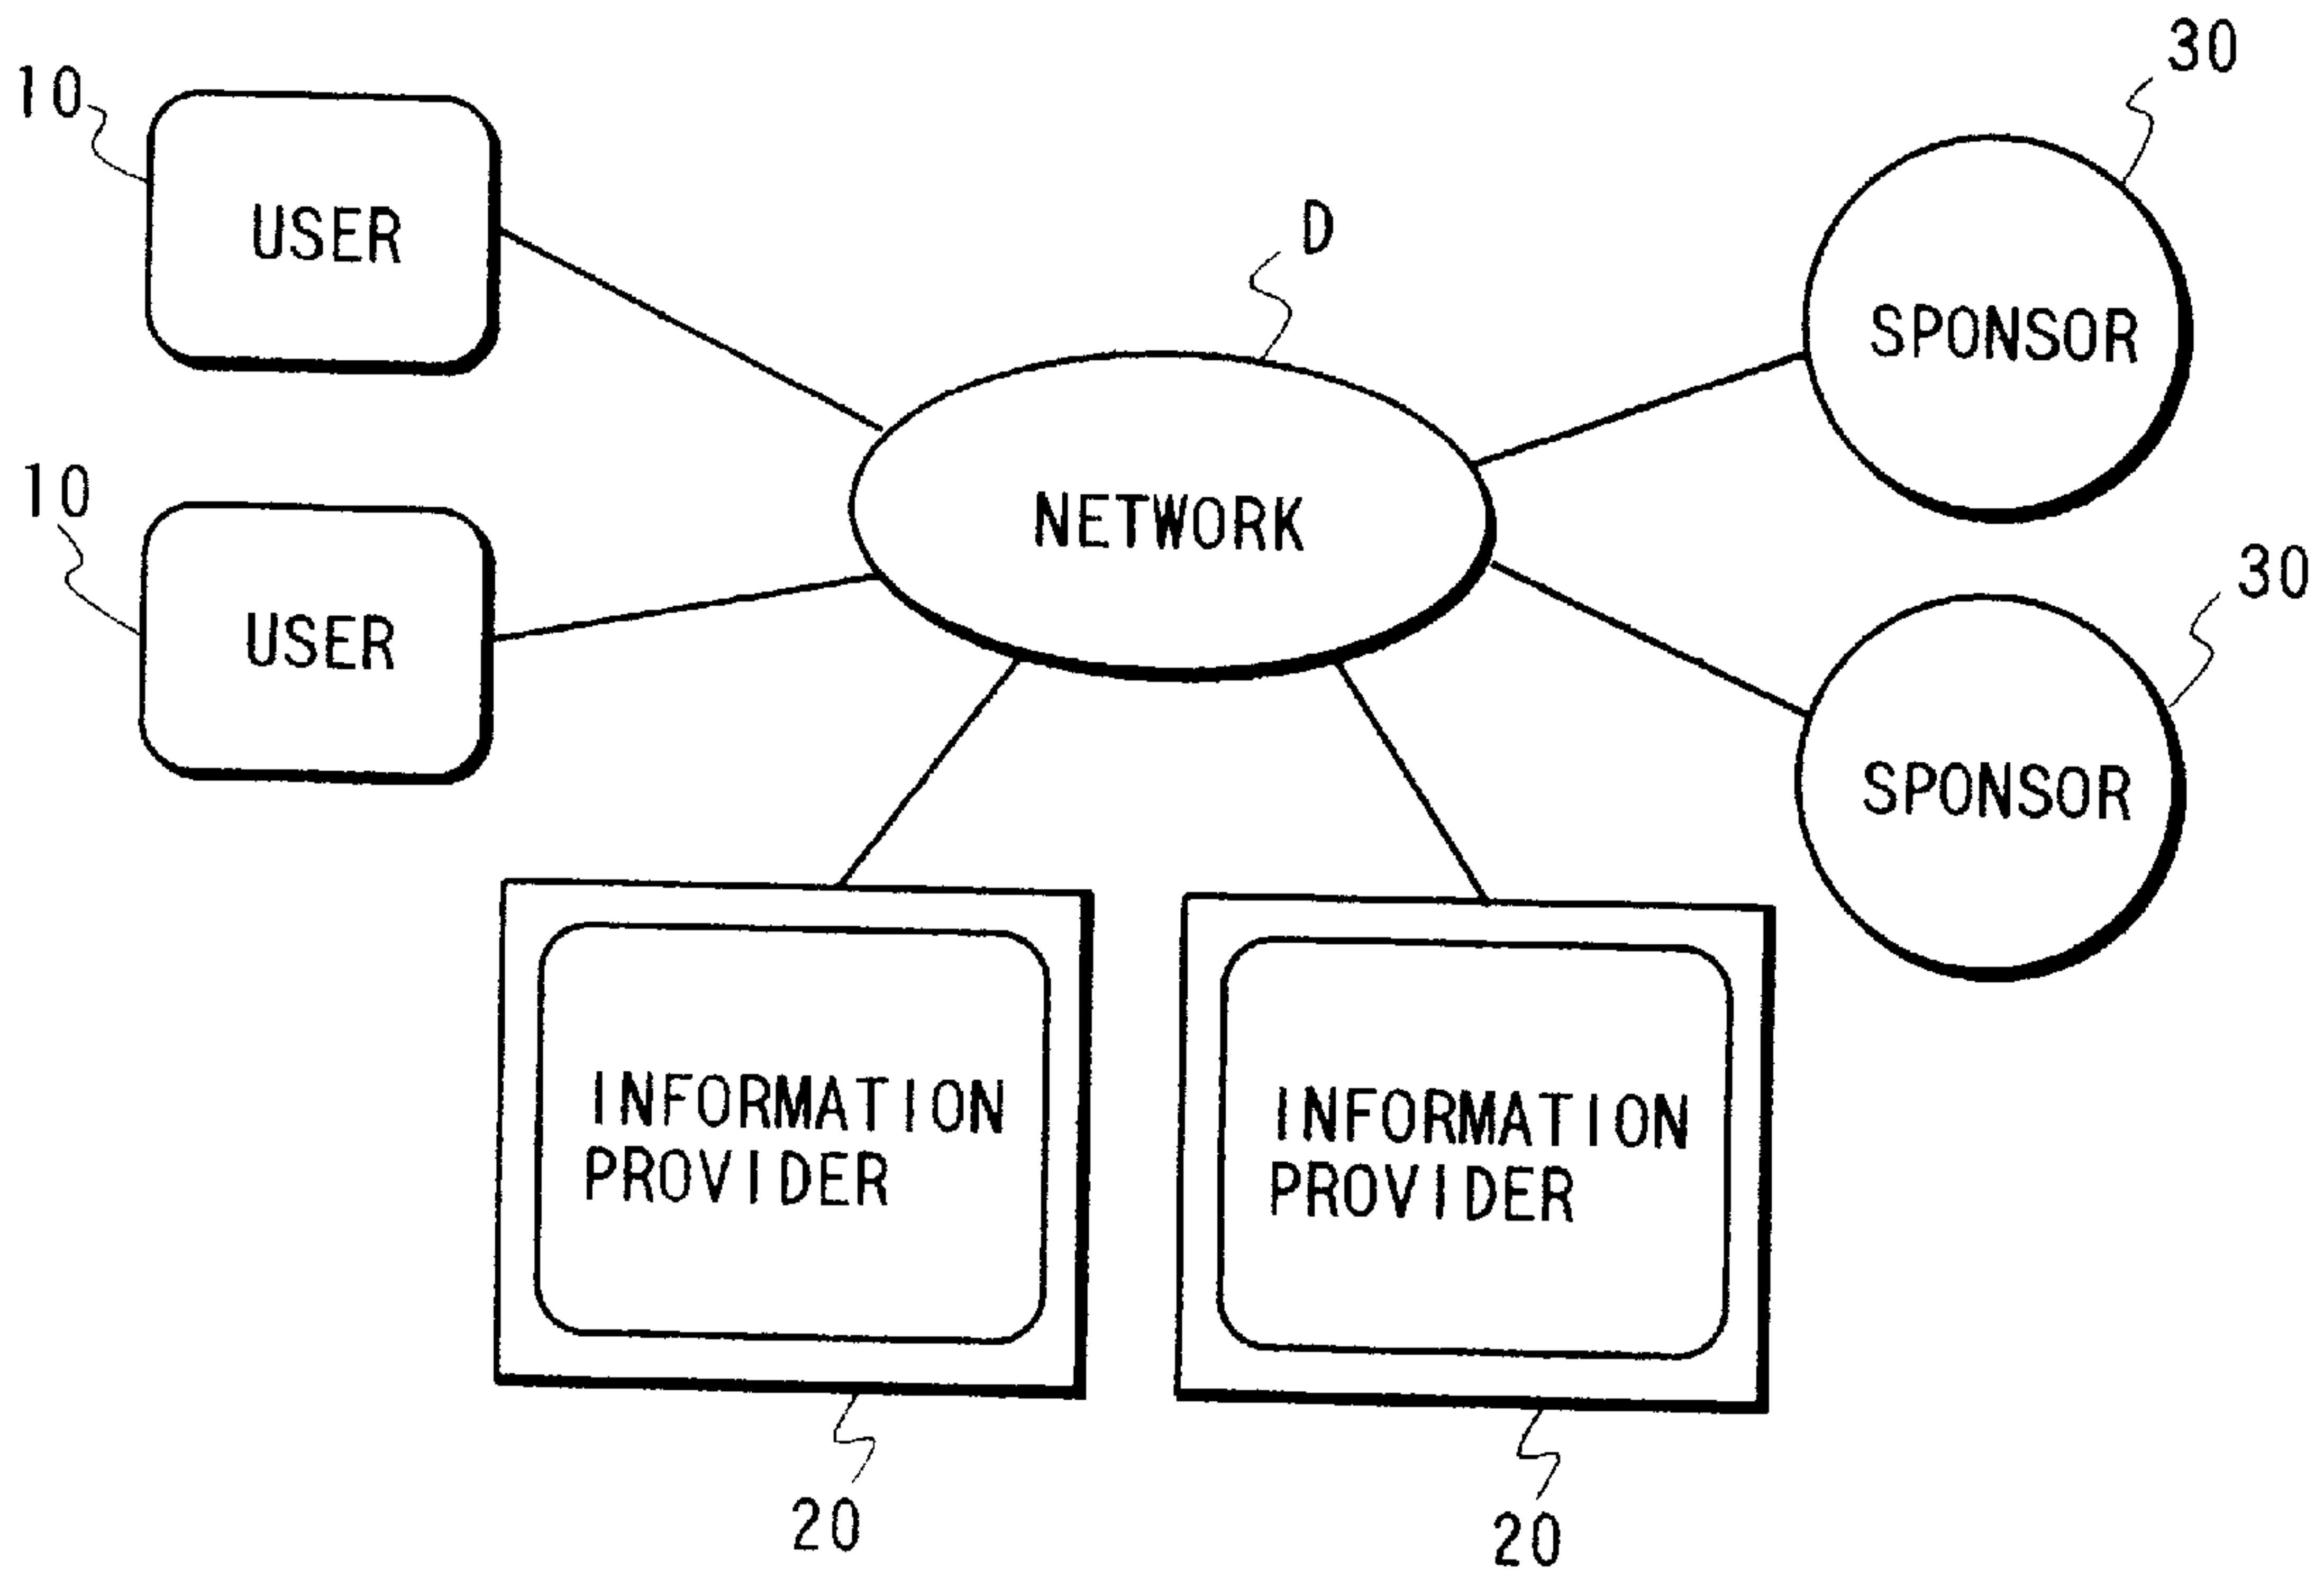 30
10
USER
D
SPONSOR
10
NETWORK
30
USER
SPONSOR
INFORMATION
PROVIDER
INFORMATION
PROVIDER
20
20